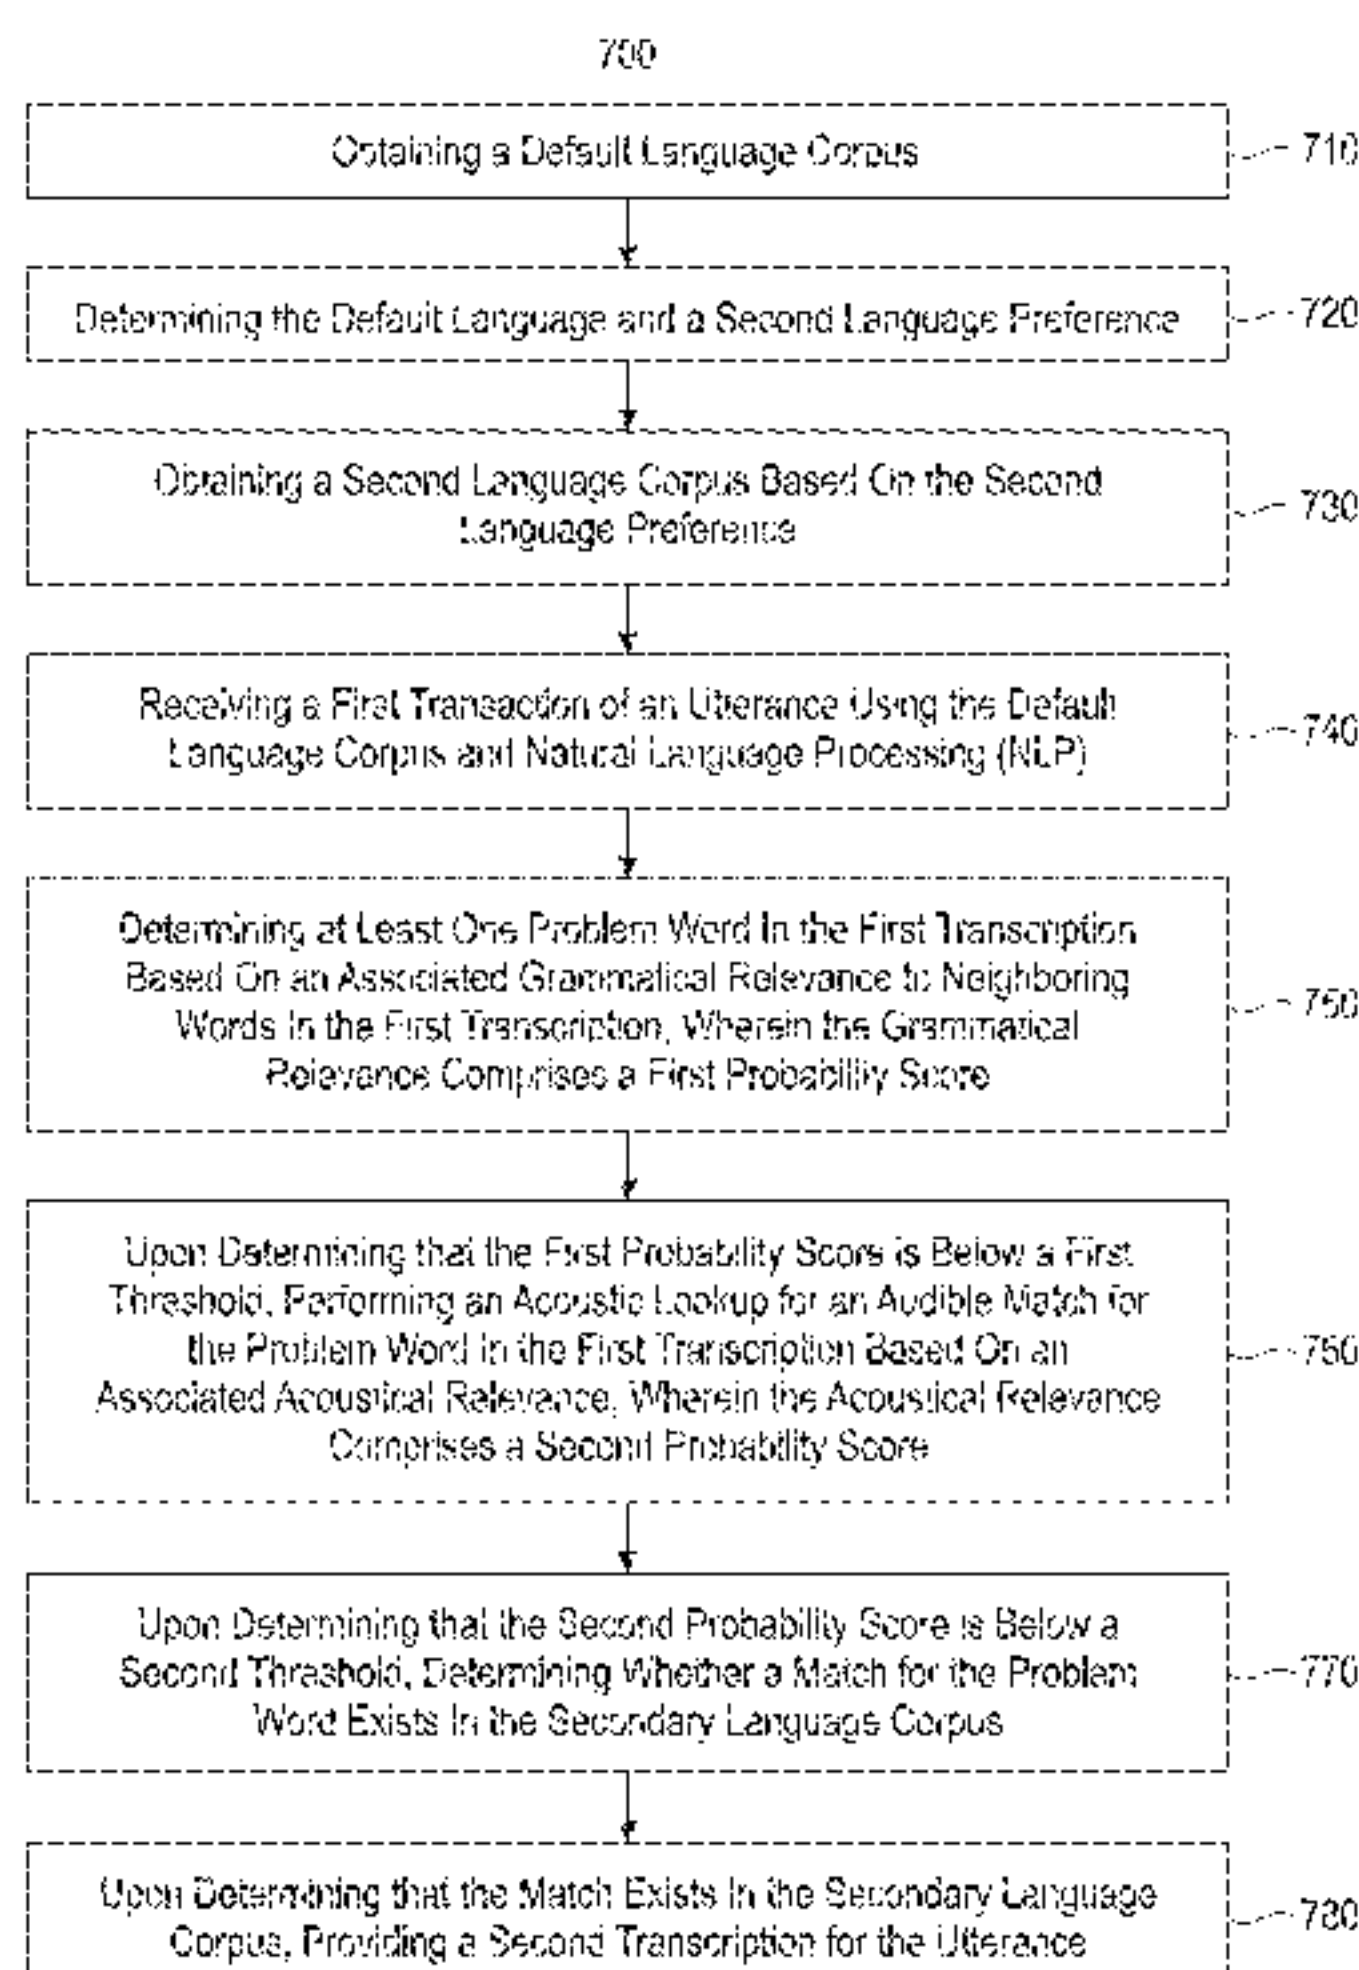 700
Obtaining a Default Language Corpus
710
Determining the Default Language and a Second Language Preference
720
Obtaining a Second Language Corpus Based On the Second
Language Preference
730
Receiving a First Transaction of an Utterance Using the Default
Language Corpus and Natural Language Processing (NLP)
740
Determining at Least One Problem Word In the First Transcription
Based On an Associated Grammatical Relevance to Neighboring
Words In the First Transcription, Wherein the Grammatical
Relevance Comprises a First Probability Score
750
Upon Determining that the First Probability Score is Below a First
Threshold, Performing an Acoustic Lookup for an Audible Match for
the Problem Word In the First Transcription Based On an
Associated Acoustical Relevance, Wherein the Acoustical Relevance
Comprises a Second Probability Score
760
Upon Determining that the Second Probability Score is Below a
Second Threshold, Determining Whether a Match for the Problem
Word Exists In the Secondary Language Corpus
770
Upon Determining that the Match Exists In the Secondary Language
Corpus, Providing a Second Transcription for the Utterance
780